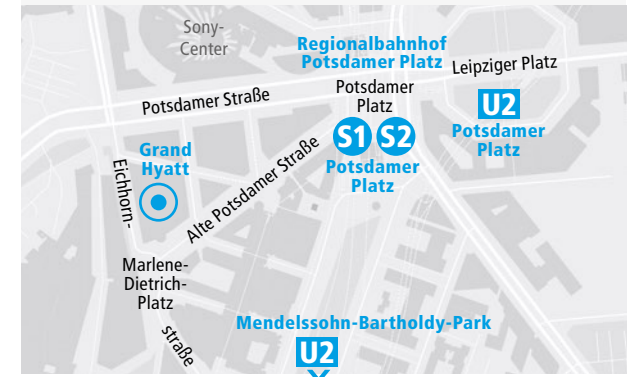 Sony-
Center
Regionalbahnhof
Potsdamer Platz
Leipziger Platz
Potsdamer Straße
Potsdamer
Platz
U2
Potsdamer
Platz
S1 S2
Potsdamer
Platz
Grand
Hyatt
Eichhorn-
Alte Potsdamer Straße
Marlene-
Dietrich-
Platz
straße
Mendelssohn-Bartholdy-Park
U2